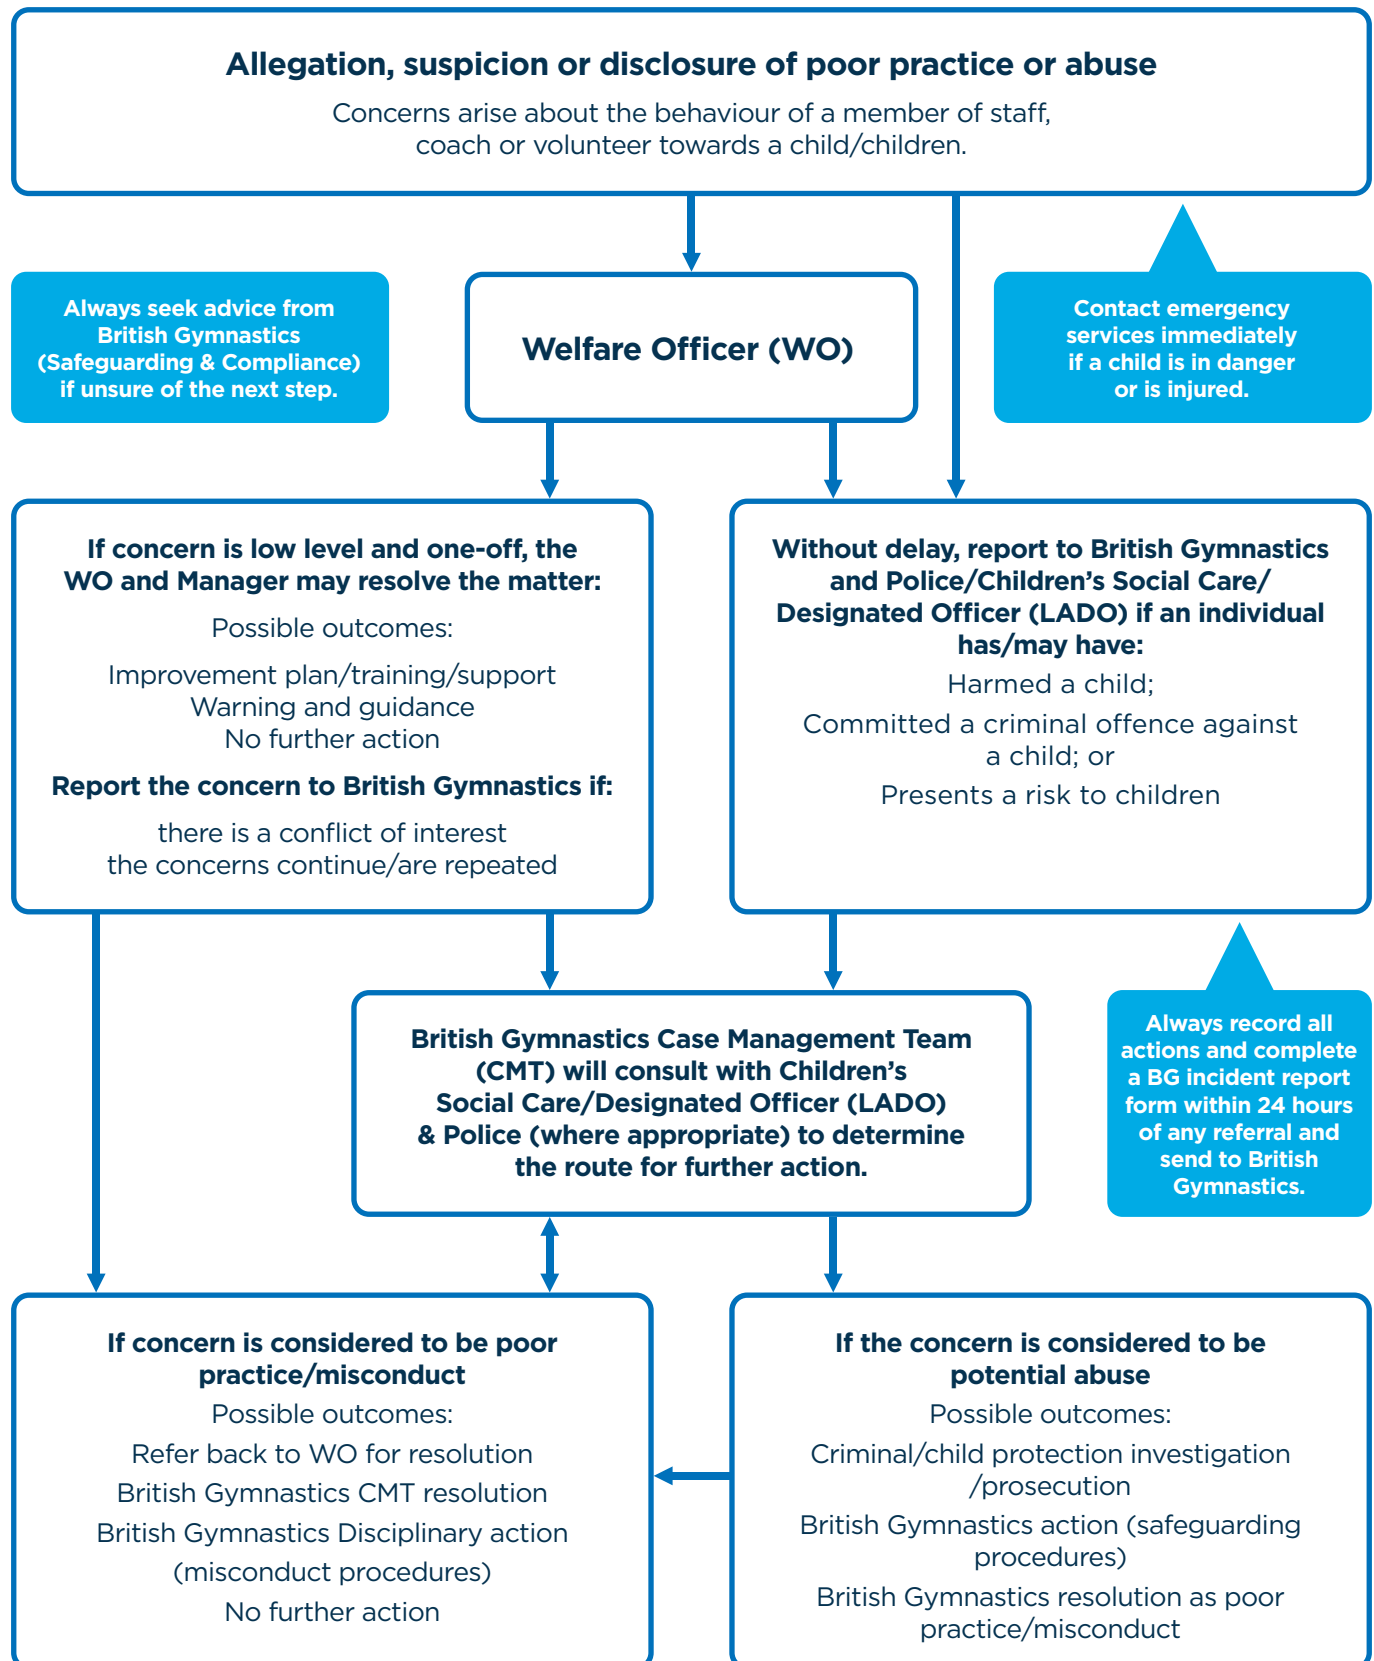 Allegation, suspicion or disclosure of poor practice or abuse
Concerns arise about the behaviour of a member of staff,
coach or volunteer towards a child/children.
Always seek advice from
British Gymnastics
(Safeguarding & Compliance)
if unsure of the next step.
Welfare Officer (WO)
Contact emergency
services immediately
if a child is in danger
or is injured.
If concern is low level and one-off, the
WO and Manager may resolve the matter:
Possible outcomes:
Improvement plan/training/support
Warning and guidance
No further action
Report the concern to British Gymnastics if:
there is a conflict of interest
the concerns continue/are repeated
Without delay, report to British Gymnastics
and Police/Children’s Social Care/
Designated Officer (LADO) if an individual
has/may have:
Harmed a child;
Committed a criminal offence against
a child; or
Presents a risk to children
British Gymnastics Case Management Team
(CMT) will consult with Children’s
Social Care/Designated Officer (LADO)
& Police (where appropriate) to determine
the route for further action.
Always record all
actions and complete
a BG incident report
form within 24 hours
of any referral and
send to British
Gymnastics.
If concern is considered to be poor
practice/misconduct
Possible outcomes:
Refer back to WO for resolution
British Gymnastics CMT resolution
British Gymnastics Disciplinary action
(misconduct procedures)
No further action
If the concern is considered to be
potential abuse
Possible outcomes:
Criminal/child protection investigation
/prosecution
British Gymnastics action (safeguarding
procedures)
British Gymnastics resolution as poor
practice/misconduct